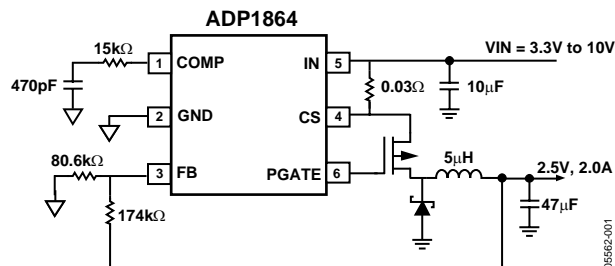 ADP1864
15kΩ
1 COMP
IN 5
VIN = 3.3V to 10V
470pF
0.03Ω
10µF
2 GND
CS 4
80.6kΩ
5µH
3 FB
PGATE 6
2.5V, 2.0A
174kΩ
47µF
05562-001